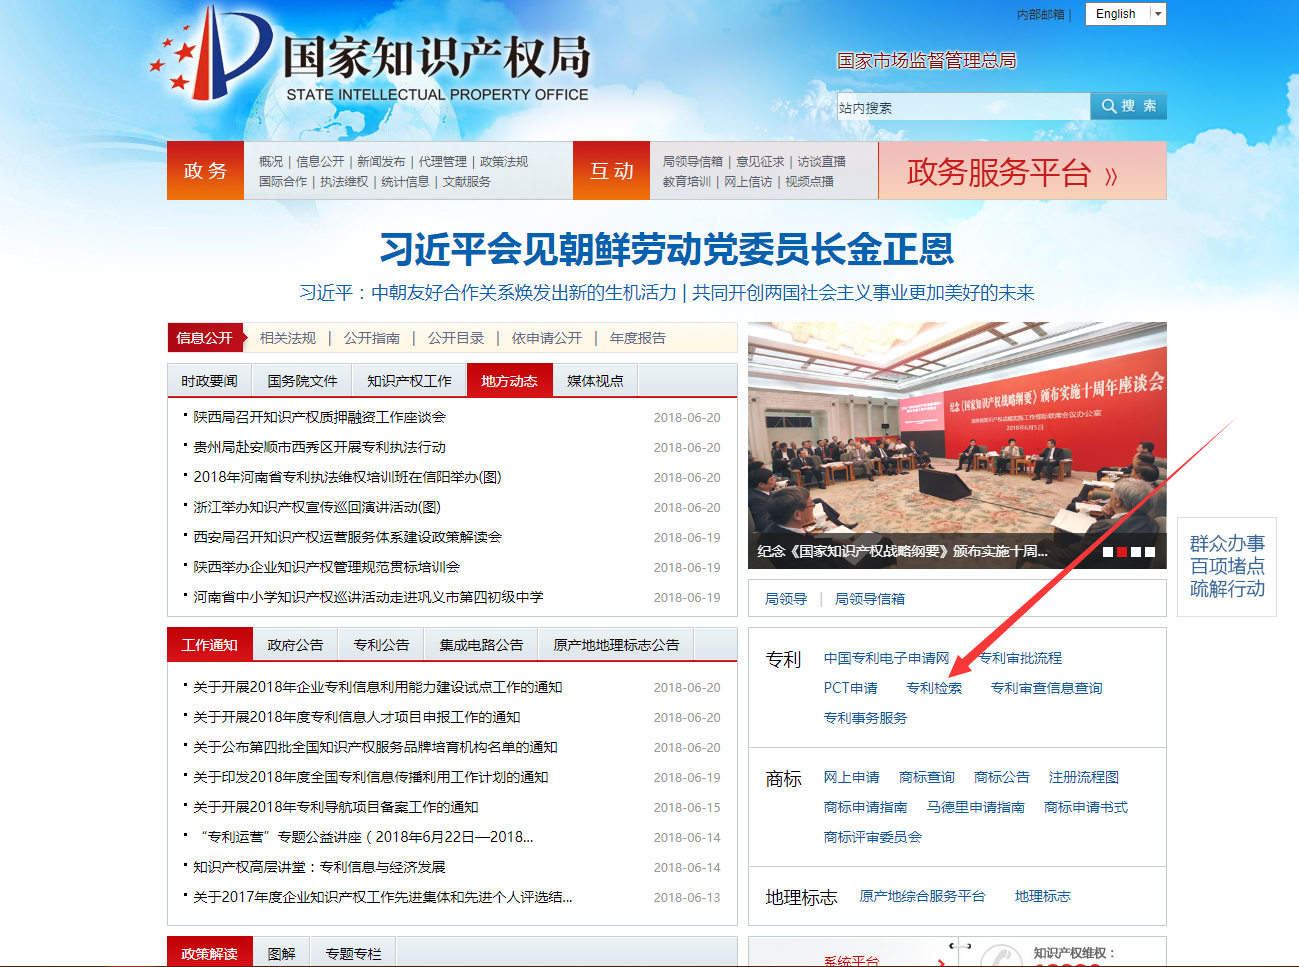 内部邮箱 |
English
国家知识产权局
STATE INTELLECTUAL PROPERTY OFFICE
国家市场监督管理总局
站内搜索
搜 索
政 务
概况 | 信息公开 | 新闻发布 | 代理管理 | 政策法规
国际合作 | 执法维权 | 统计信息 | 文献服务
互 动
局领导信箱 | 意见征求 | 访谈直播
教育培训 | 网上信访 | 视频点播
政务服务平台 》
习近平会见朝鲜劳动党委员长金正恩
习近平：中朝友好合作关系焕发出新的生机活力 | 共同开创两国社会主义事业更加美好的未来
信息公开
相关法规 | 公开指南 | 公开目录 | 依申请公开 | 年度报告
时政要闻 国务院文件 知识产权工作 地方动态 媒体视点
陕西局召开知识产权质押融资工作座谈会 2018-06-20
贵州局赴安顺市西秀区开展专利执法行动 2018-06-20
2018年河南省专利执法维权培训班在信阳举办(图) 2018-06-20
浙江举办知识产权宣传巡回演讲活动(图) 2018-06-20
西安局召开知识产权运营服务体系建设政策解读会 2018-06-19
陕西举办企业知识产权管理规范贯标培训会 2018-06-19
河南省中小学知识产权巡讲活动走进巩义市第四初级中学 2018-06-19
纪念《国家知识产权战略纲要》颁布实施十周年座谈会
2018年6月5日
纪念《国家知识产权战略纲要》颁布实施十周...
局领导 | 局领导信箱
群众办事
百项堵点
疏解行动
工作通知 政府公告 专利公告 集成电路公告 原产地地理标志公告
关于开展2018年企业专利信息利用能力建设试点工作的通知 2018-06-20
关于开展2018年度专利信息人才项目申报工作的通知 2018-06-20
关于公布第四批全国知识产权服务品牌培育机构名单的通知 2018-06-20
关于印发2018年度全国专利信息传播利用工作计划的通知 2018-06-19
关于开展2018年专利导航项目备案工作的通知 2018-06-15
“专利运营”专题公益讲座（2018年6月22日—2018... 2018-06-14
知识产权高层讲堂：专利信息与经济发展 2018-06-14
关于2017年度企业知识产权工作先进集体和先进个人评选结... 2018-06-13
专利
中国专利电子申请网 专利审批流程
PCT申请 专利检索 专利审查信息查询
专利事务服务
商标
网上申请 商标查询 商标公告 注册流程图
商标申请指南 马德里申请指南 商标申请书式
商标评审委员会
地理标志 原产地综合服务平台 地理标志
政策解读 图解 专题专栏
系统平台
知识产权维权：